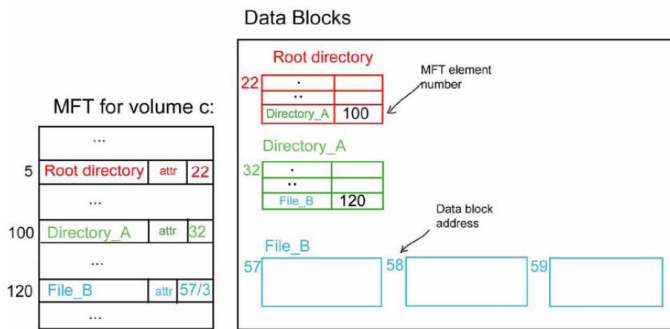 Data Blocks
MFT for volume c:
...
5 Root directory attr 22
...
100 Directory_A attr 32
...
120 File_B attr 57/3
...
Root directory
22 .
..
Directory_A 100
MFT element
number
Directory_A
32 .
..
File_B 120
Data block
address
File_B
57 58 59